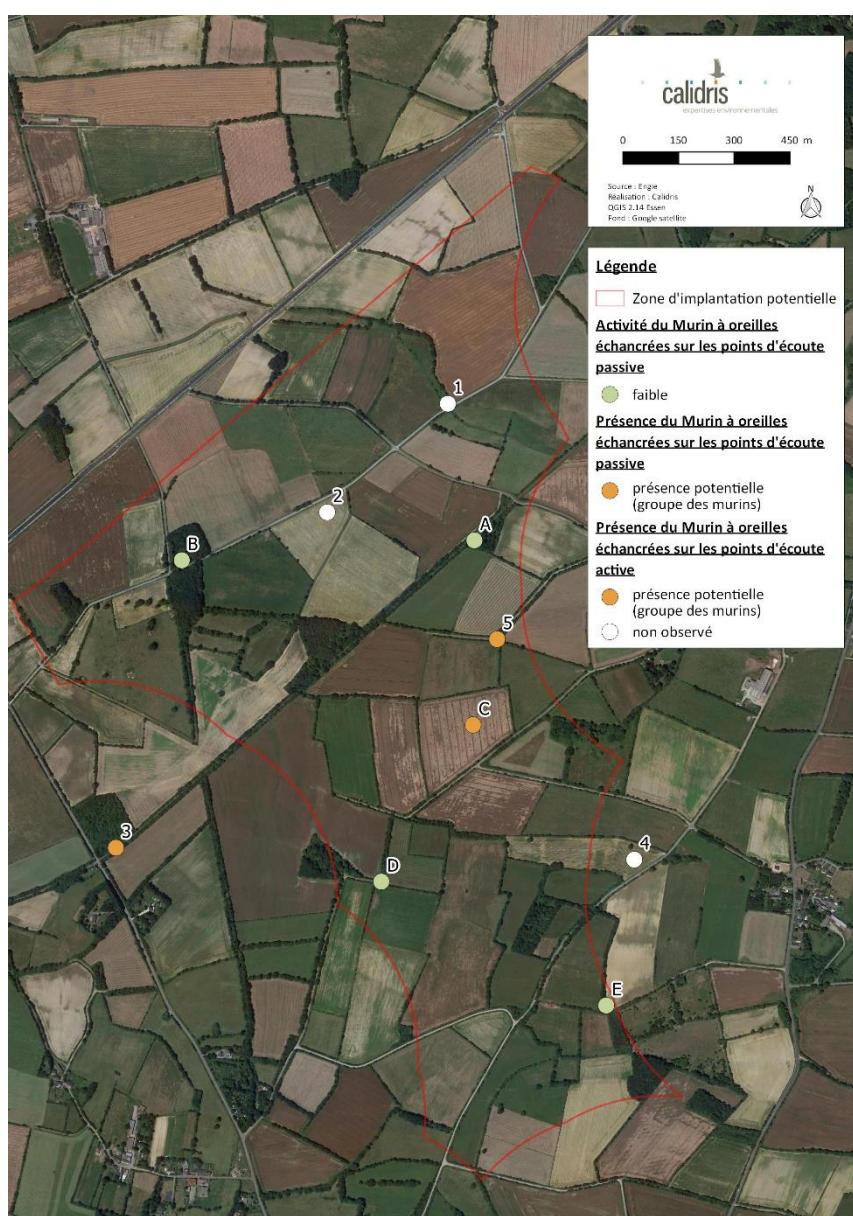 calidris
expertises environnementales
0 150 300 450 m
Source : Engie
Réalisation : Calidris
QGIS 2.14 Essen
Fond : Google satellite
N
Légende
Zone d'implantation potentielle
Activité du Murin à oreilles
échancrées sur les points d'écoute
passive
faible
Présence du Murin à oreilles
échancrées sur les points d'écoute
passive
présence potentielle
(groupe des murins)
Présence du Murin à oreilles
échancrées sur les points d'écoute
active
présence potentielle
(groupe des murins)
non observé
1
2
A
B
5
C
3
4
D
E